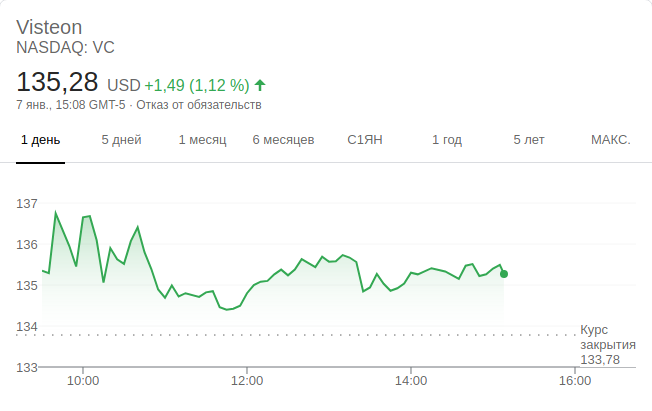 Visteon
NASDAQ: VC
135,28 USD +1,49 (1,12 %)
7 янв., 15:08 GMT-5 · Отказ от обязательств
1 день 5 дней 1 месяц 6 месяцев С1ЯН 1 год 5 лет МАКС.
137
136
135
134
Курс
закрытия
133,78
133
10:00 12:00 14:00 16:00